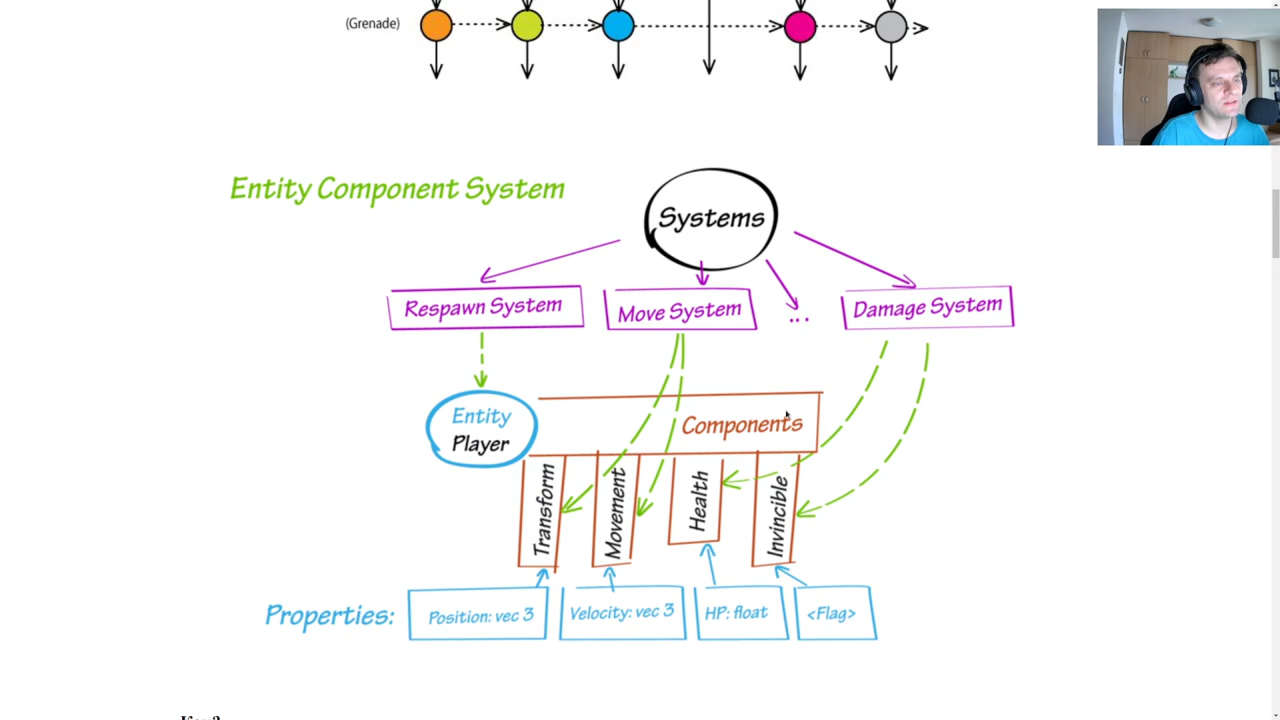 (Grenade)
Entity Component System
Systems
Respawn System
Move System
...
Damage System
Entity
Player
Components
Transform
Movement
Health
Invincible
Properties:
Position: vec 3
Velocity: vec 3
HP: float
<Flag>